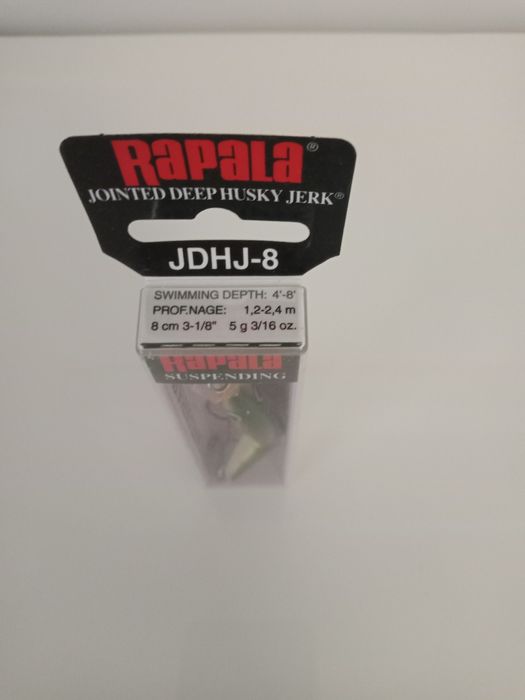 RAPALA®
JOINTED DEEP HUSKY JERK®
JDHJ-8
SWIMMING DEPTH: 4'-8'
PROF.NAGE: 1,2-2,4 m
8 cm 3-1/8" 5 g 3/16 oz.
RAPALA
SUSPENDING